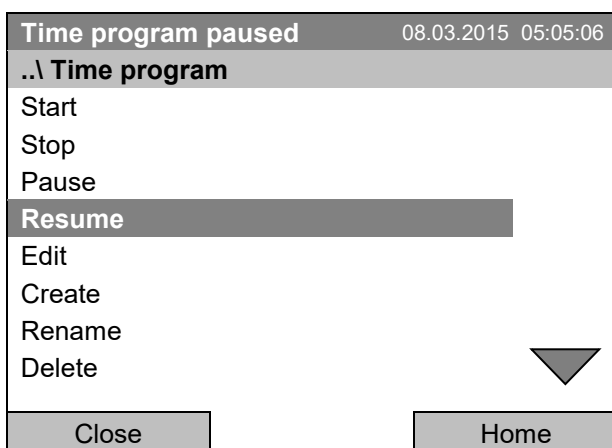 Time program paused 08.03.2015 05:05:06
..\ Time program
Start
Stop
Pause
Resume
Edit
Create
Rename
Delete
Close Home